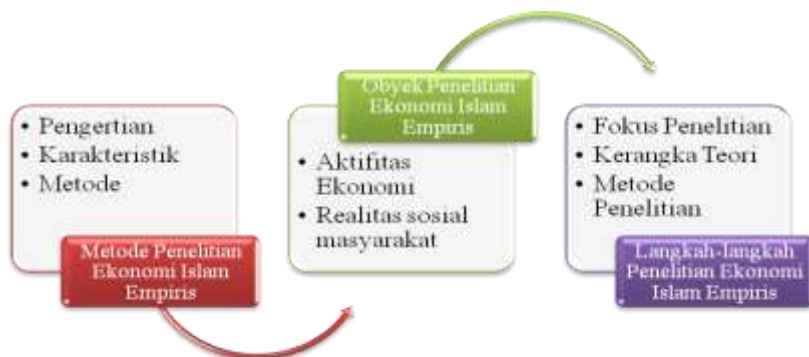 • Pengertian
• Karakteristik
• Metode
Metode Penelitian
Ekonomi Islam
Empiris
Obyek Penelitian
Ekonomi Islam
Empiris
• Aktifitas
Ekonomi
• Realitas sosial
masyarakat
• Fokus Penelitian
• Kerangka Teori
• Metode
Penelitian
Langkah-langkah
Penelitian Ekonomi
Islam Empiris